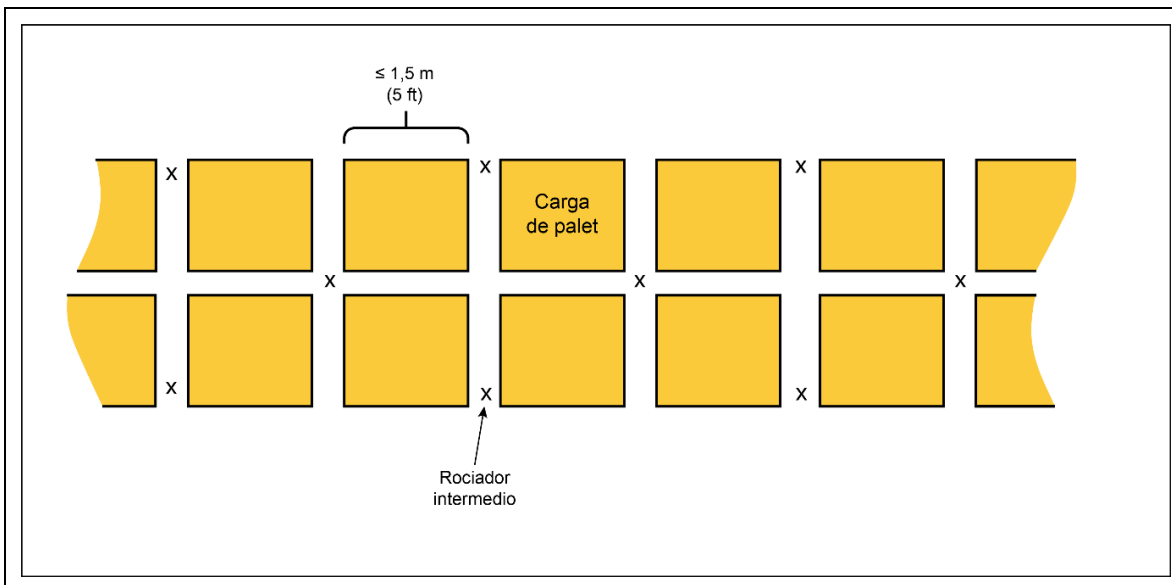 ≤ 1,5 m
(5 ft)
x
x
x
Carga
de palet
x
x
x
x
x
x
Rociador
intermedio